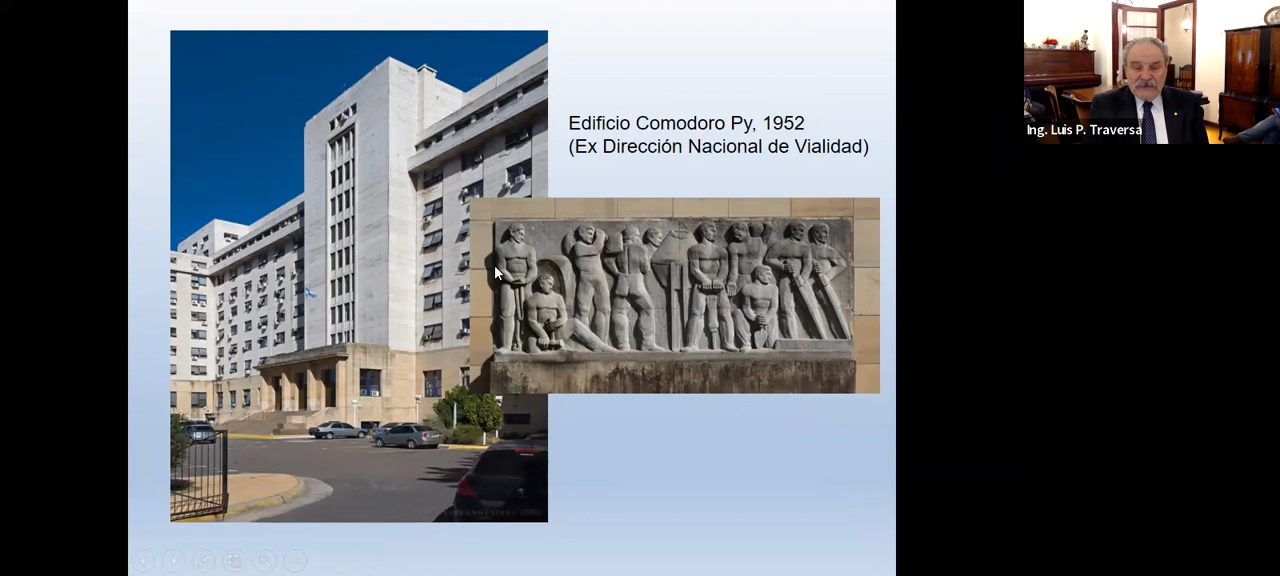 Edificio Comodoro Py, 1952
(Ex Dirección Nacional de Vialidad)
Ing. Luis P. Traversa